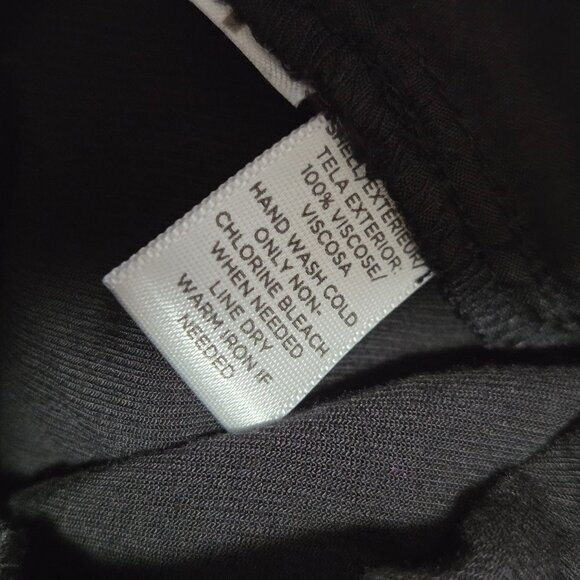 SHELL/EXTERIEUR/
TELA EXTERIOR:
100% VISCOSE/
VISCOSA
HAND WASH COLD
ONLY NON-
CHLORINE BLEACH
WHEN NEEDED
LINE DRY
WARM IRON IF
NEEDED